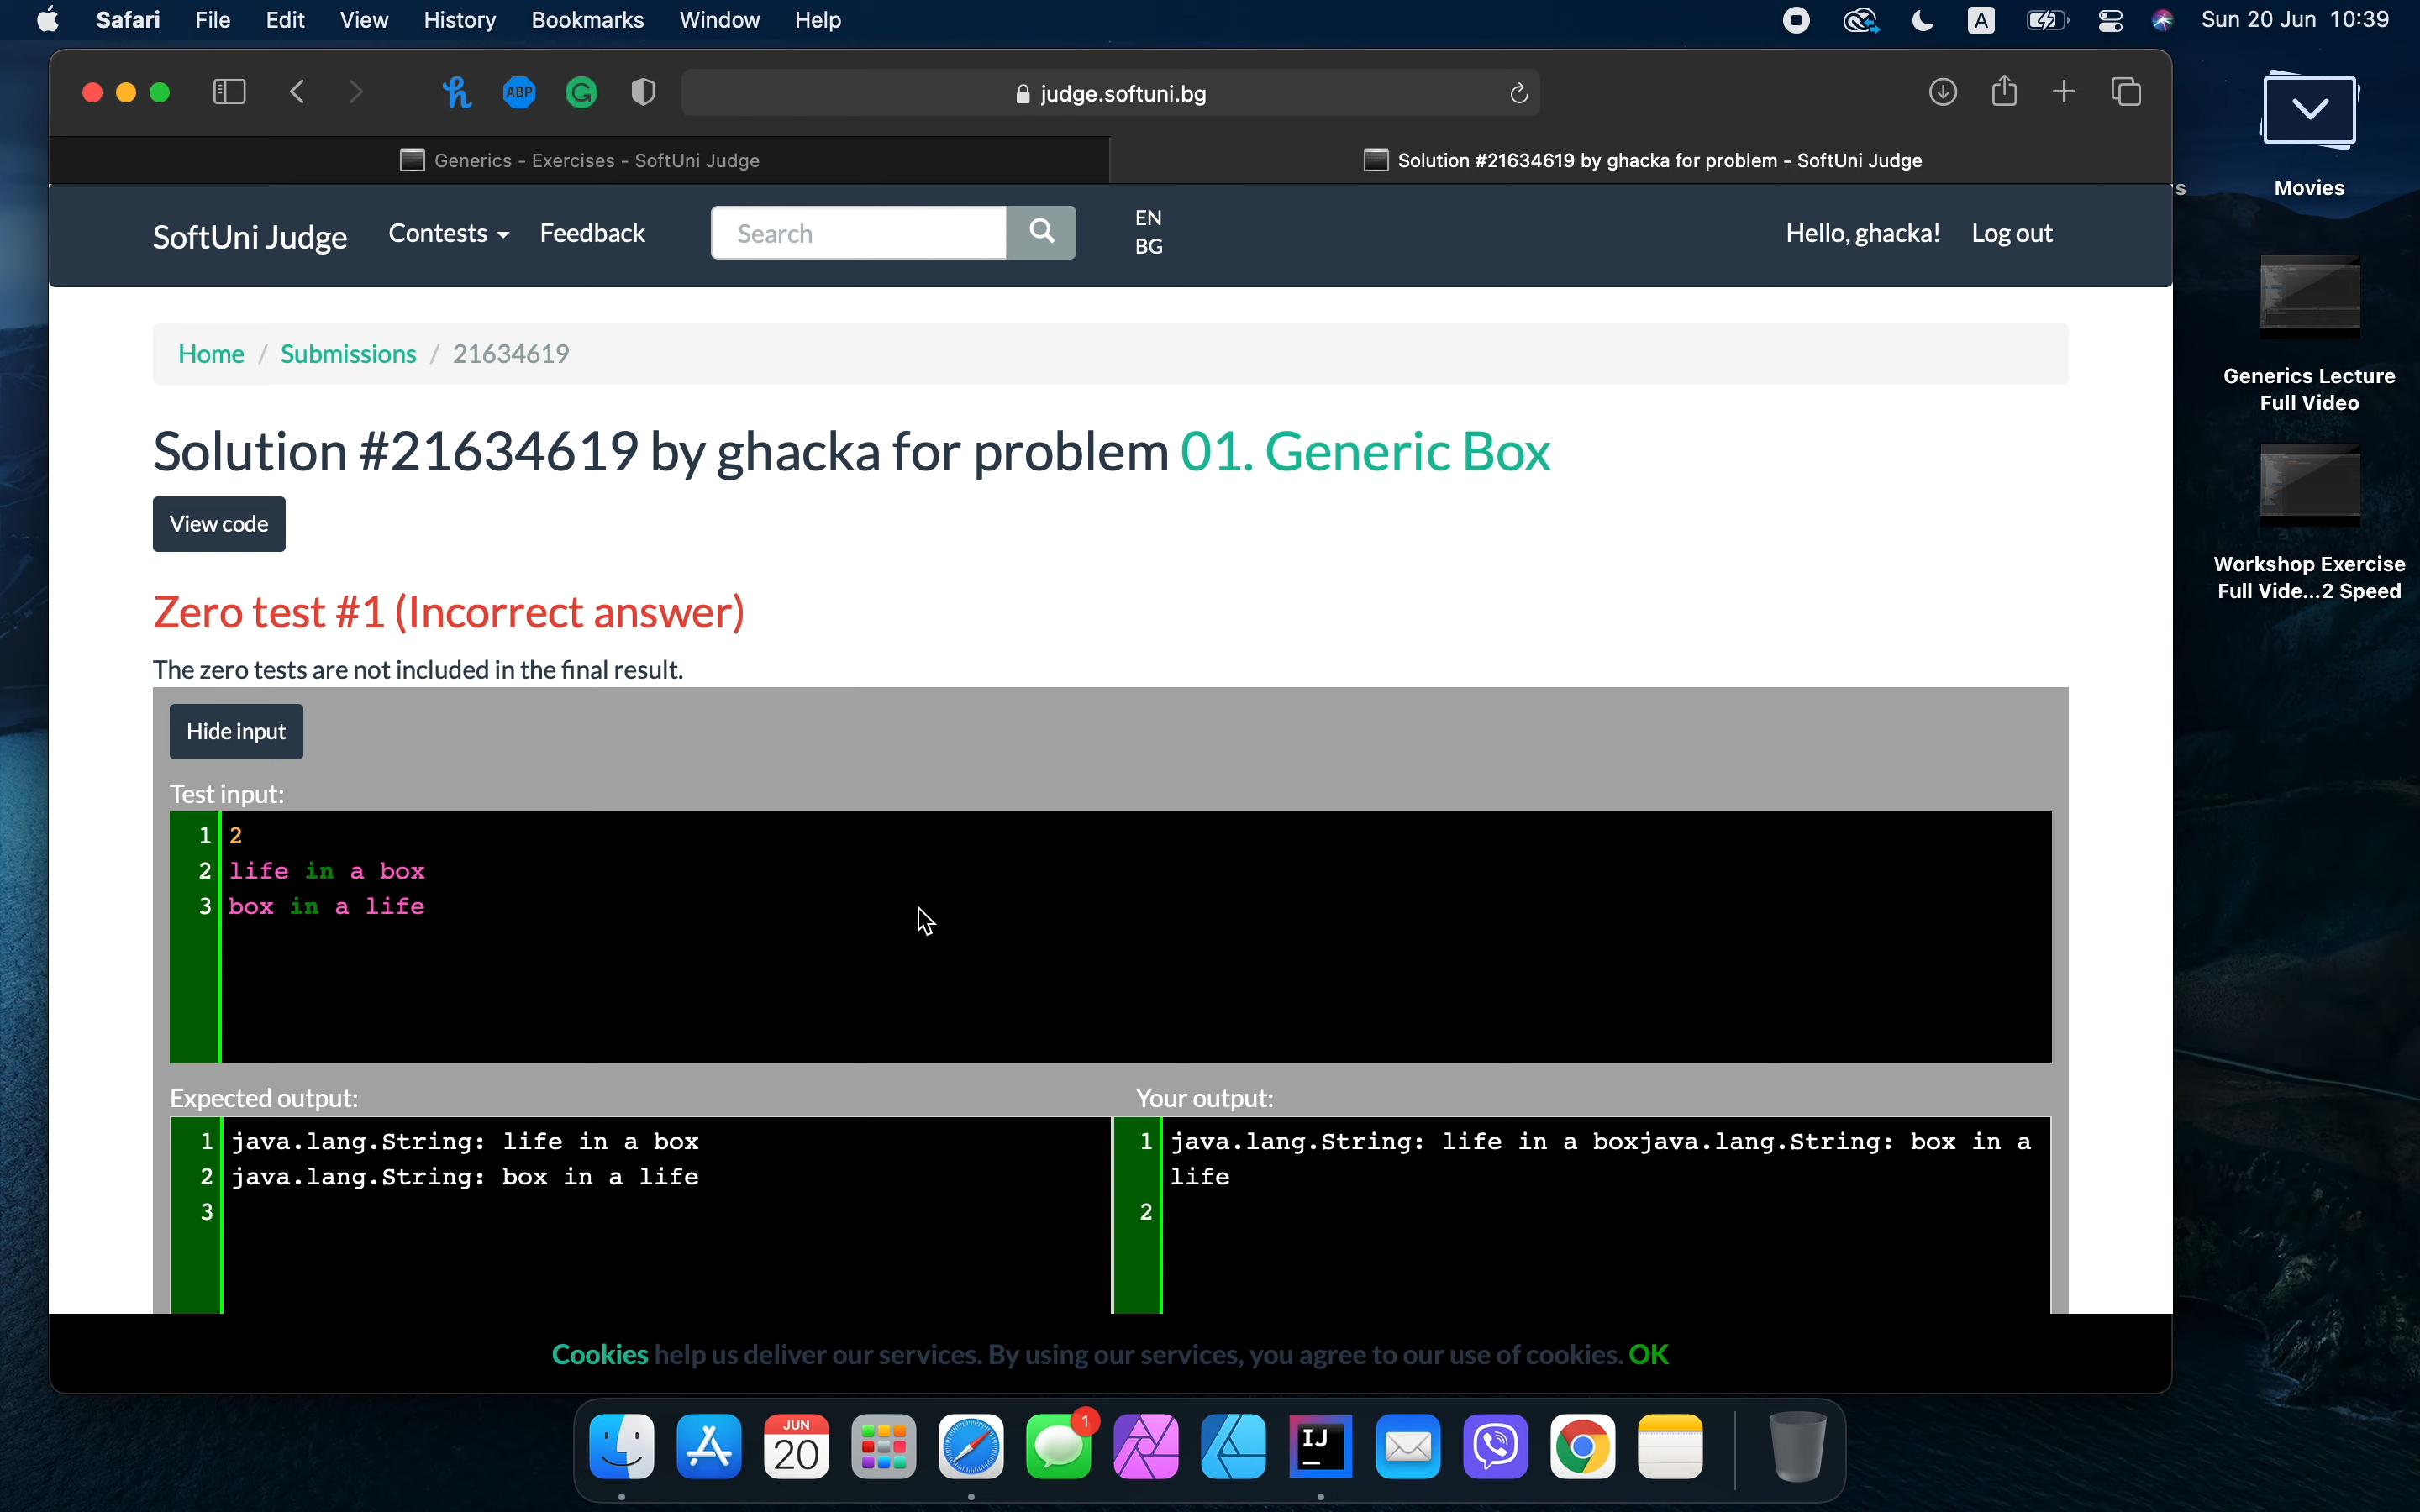 Safari File Edit View History Bookmarks Window Help A Sun 20 Jun 10:39
ABP judge.softuni.bg
Generics - Exercises - SoftUni Judge
Solution #21634619 by ghacka for problem - SoftUni Judge
s
Movies
SoftUni Judge Contests Feedback Search EN
BG
Hello, ghacka! Log out
Home / Submissions / 21634619
Generics Lecture
Full Video
Solution #21634619 by ghacka for problem 01. Generic Box
View code
Workshop Exercise
Full Vide...2 Speed
Zero test #1 (Incorrect answer)
The zero tests are not included in the final result.
Hide input
Test input:
1 2
2 life in a box
3 box in a life
Expected output:
1 java.lang.String: life in a box
2 java.lang.String: box in a life
3
Your output:
1 java.lang.String: life in a boxjava.lang.String: box in a
life
2
Cookies help us deliver our services. By using our services, you agree to our use of cookies. OK
JUN
20
1
IJ